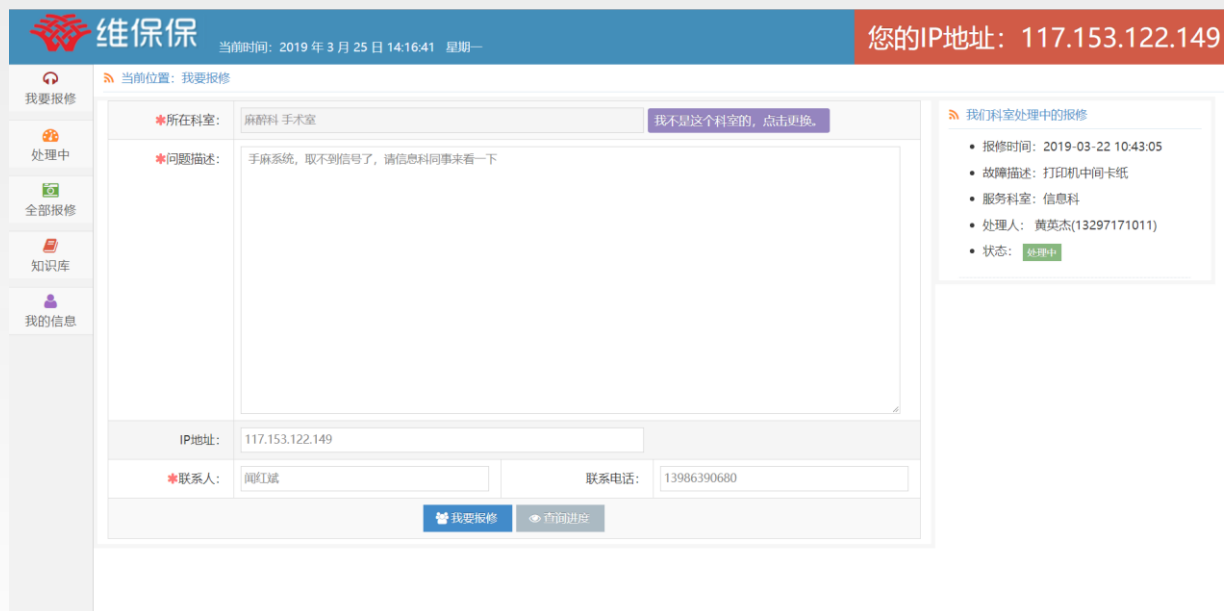 维保保
当前时间：2019 年 3 月 25 日 14:16:41 星期一
您的IP地址：117.153.122.149
我要报修
处理中
全部报修
知识库
我的信息
当前位置：我要报修
*所在科室：
麻醉科 手术室
我不是这个科室的，点击更换。
*问题描述：
手麻系统，取不到信号了，请信息科同事来看一下
IP地址：
117.153.122.149
*联系人：
闻红斌
联系电话：
13986390680
我要报修
查询进度
我们科室处理中的报修
报修时间：2019-03-22 10:43:05
故障描述：打印机中间卡纸
服务科室：信息科
处理人： 黄英杰(13297171011)
状态： 处理中